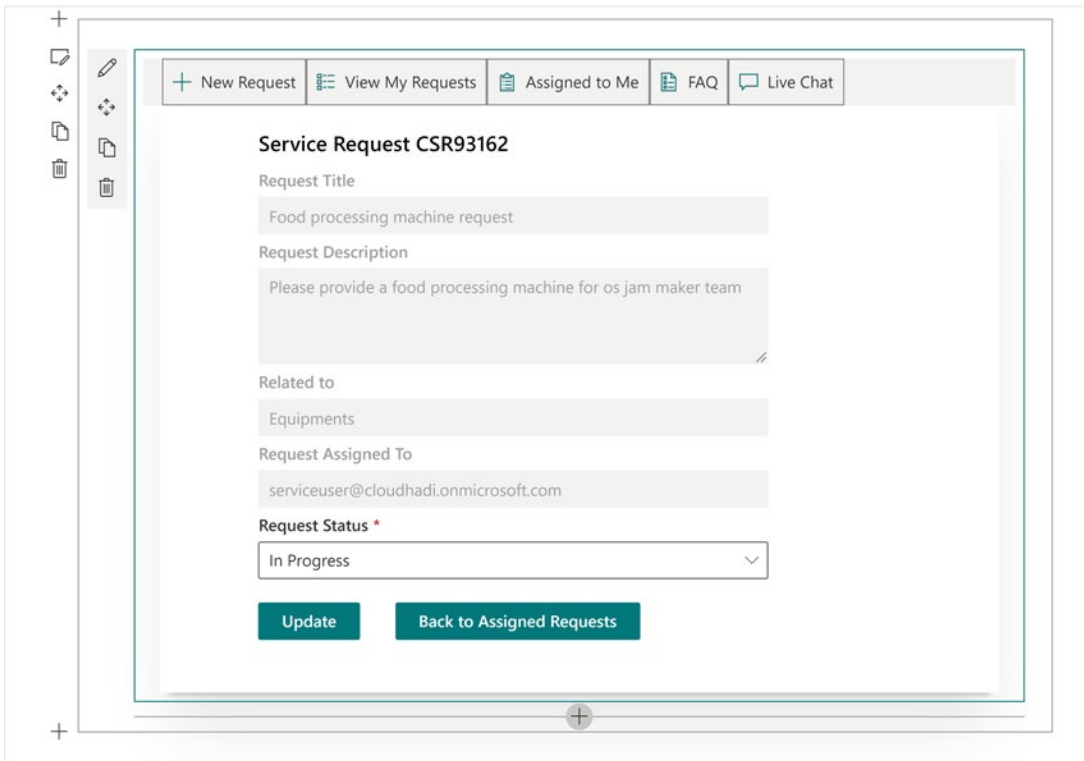 New Request View My Requests Assigned to Me FAQ Live Chat
Service Request CSR93162
Request Title
Food processing machine request
Request Description
Please provide a food processing machine for os jam maker team
Related to
Equipments
Request Assigned To
serviceuser@cloudhadi.onmicrosoft.com
Request Status *
In Progress
Update Back to Assigned Requests